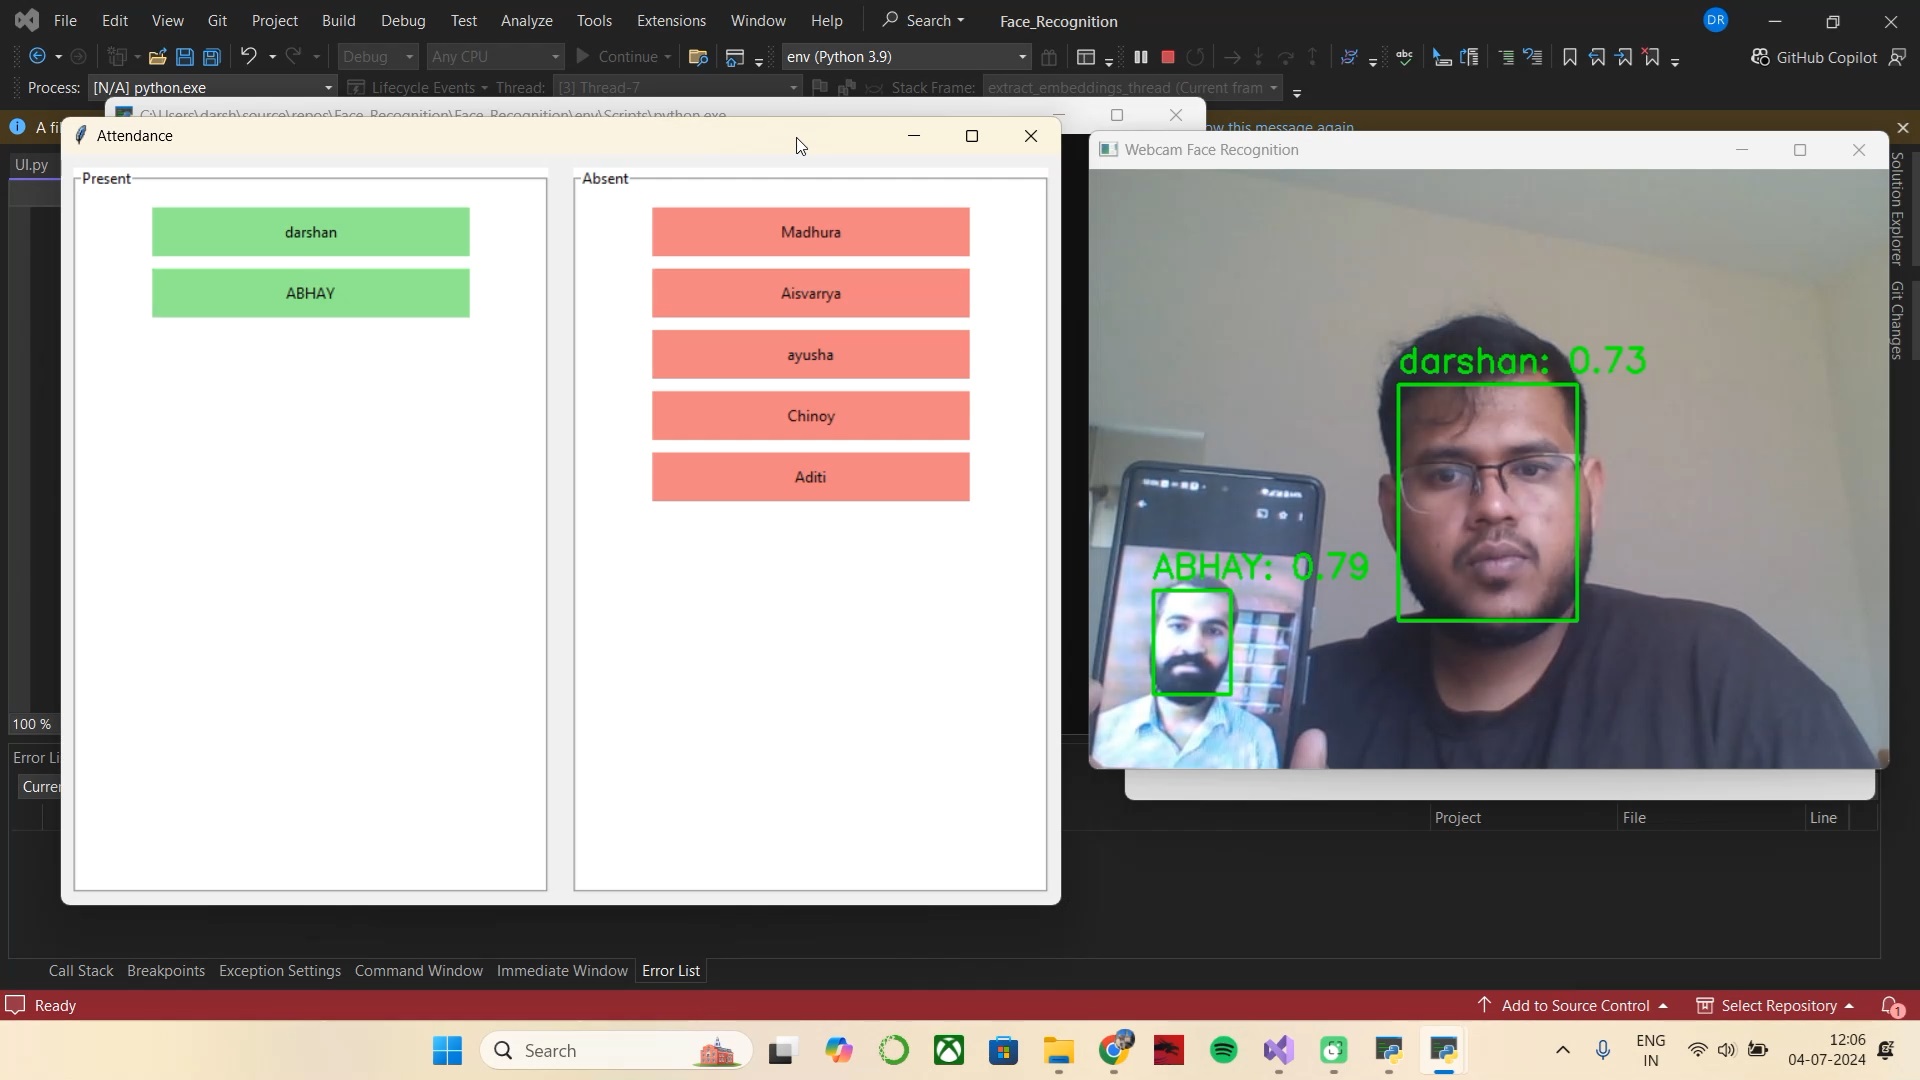 File Edit View Git Project Build Debug Test Analyze Tools Extensions Window Help Search Face_Recognition DR
Debug Any CPU Continue env (Python 3.9) abc GitHub Copilot
Process: [N/A] python.exe Lifecycle Events Thread: [3] Thread-7 Stack Frame: extract_embeddings_thread (Current fram
C:\Users\darsh\source\repos\Face_Recognition\Face_Recognition\env\Scripts\python.exe
A fi
ow this message again
Attendance
Webcam Face Recognition
UI.py
Solution Explorer
Git Changes
Present
Absent
darshan
ABHAY
Madhura
Aisvarrya
ayusha
Chinoy
Aditi
darshan: 0.73
ABHAY: 0.79
100 %
Error Li
Curren
Project File Line
Call Stack Breakpoints Exception Settings Command Window Immediate Window Error List
Ready Add to Source Control Select Repository 1
Search
ENG
IN
12:06
04-07-2024